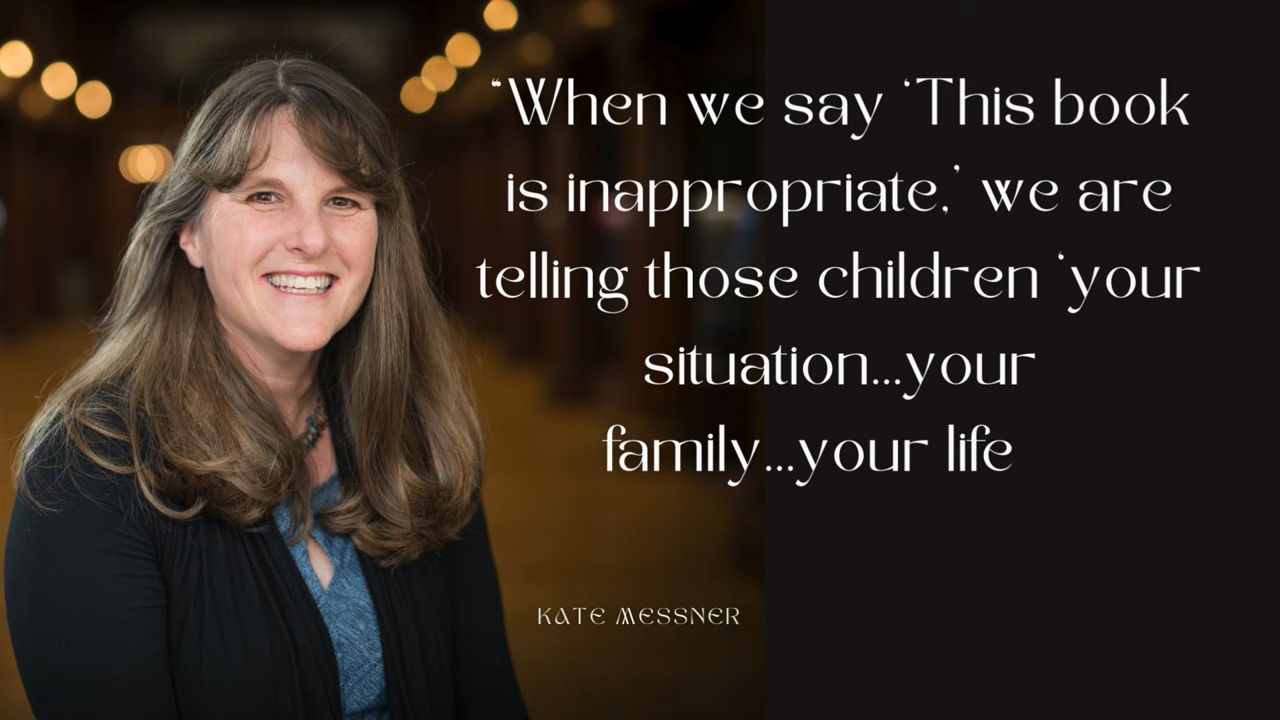 “When we say ‘This book
is inappropriate,’ we are
telling those children ‘your
situation...your
family...your life
KATE MESSNER